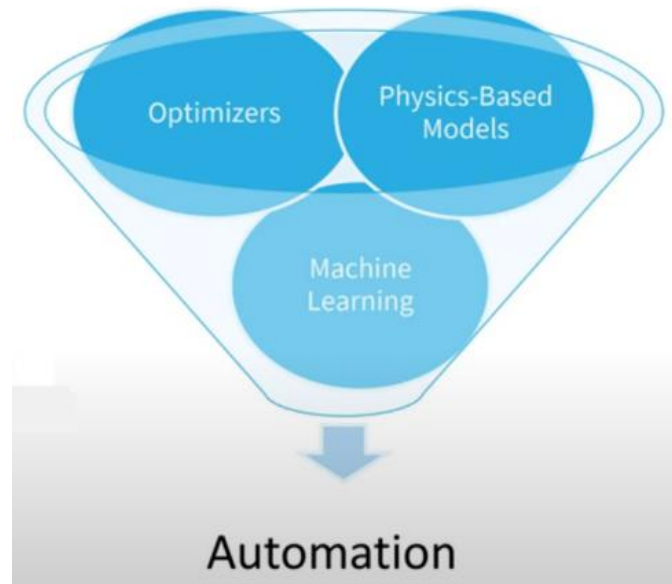 Optimizers
Physics-Based
Models
Machine
Learning
Automation